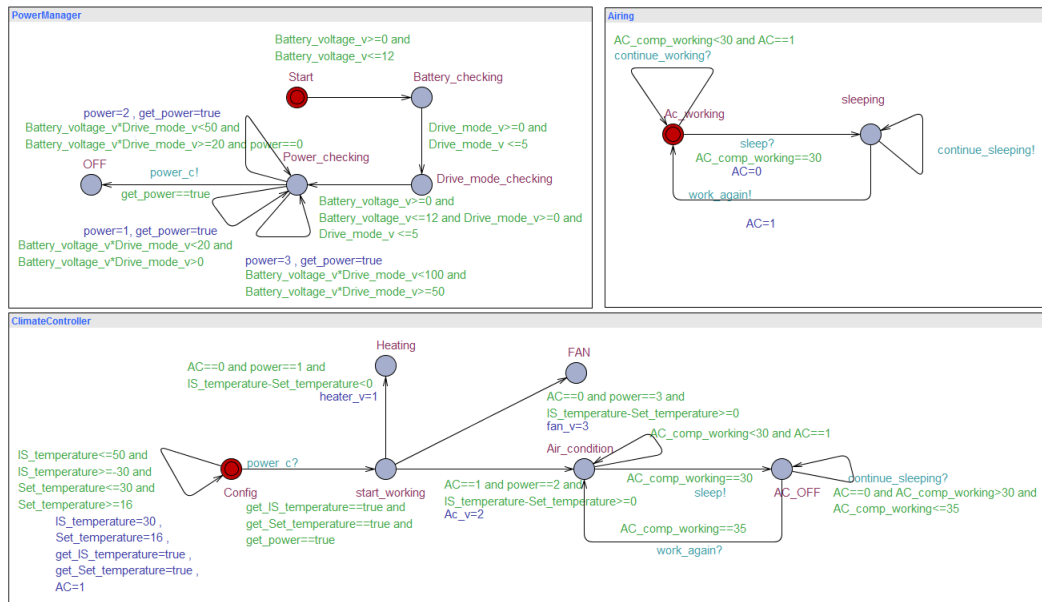 PowerManager
Battery_voltage_v>=0 and
Battery_voltage_v<=12
Start
Battery_checking
power=2 , get_power=true
Battery_voltage_v*Drive_mode_v<50 and
Battery_voltage_v*Drive_mode_v>=20 and power==0
Drive_mode_v>=0 and
Drive_mode_v <=5
OFF
Power_checking
power_c!
get_power==true
Drive_mode_checking
Battery_voltage_v>=0 and
Battery_voltage_v<=12 and Drive_mode_v>=0 and
Drive_mode_v <=5
power=1, get_power=true
Battery_voltage_v*Drive_mode_v<20 and
Battery_voltage_v*Drive_mode_v>0
power=3 , get_power=true
Battery_voltage_v*Drive_mode_v<100 and
Battery_voltage_v*Drive_mode_v>=50
Airing
AC_comp_working<30 and AC==1
continue_working?
Ac_working
sleeping
sleep?
AC_comp_working==30
AC=0
continue_sleeping!
work_again!
AC=1
ClimateController
Heating
AC==0 and power==1 and
IS_temperature-Set_temperature<0
heater_v=1
FAN
AC==0 and power==3 and
IS_temperature-Set_temperature>=0
fan_v=3
Air_condition
AC_comp_working<30 and AC==1
IS_temperature<=50 and
IS_temperature>=-30 and
Set_temperature<=30 and
Set_temperature>=16
IS_temperature=30 ,
Set_temperature=16 ,
get_IS_temperature=true ,
get_Set_temperature=true ,
AC=1
power_c?
Config
get_IS_temperature==true and
get_Set_temperature==true and
get_power==true
start_working
AC==1 and power==2 and
IS_temperature-Set_temperature>=0
Ac_v=2
AC_comp_working==30
sleep!
AC_OFF
continue_sleeping?
AC==0 and AC_comp_working>30 and
AC_comp_working<=35
AC_comp_working==35
work_again?